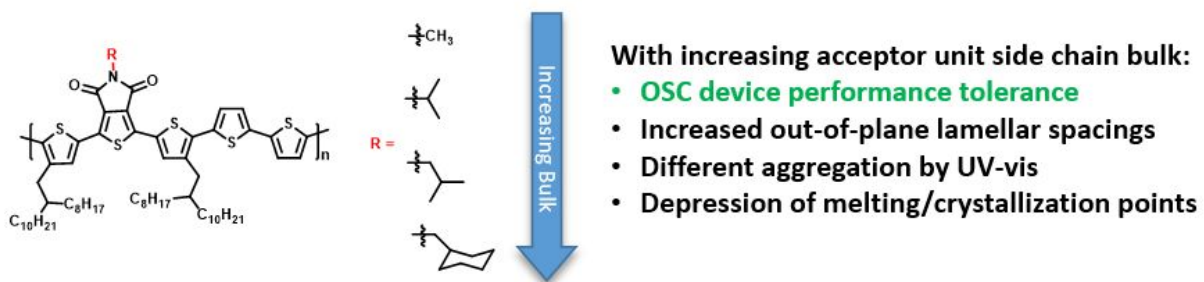 R
O
N
O
S
S
S
S
S
n
C8H17
C10H21
C8H17
C10H21
R =
CH3
Increasing Bulk
With increasing acceptor unit side chain bulk:
• OSC device performance tolerance
• Increased out-of-plane lamellar spacings
• Different aggregation by UV-vis
• Depression of melting/crystallization points